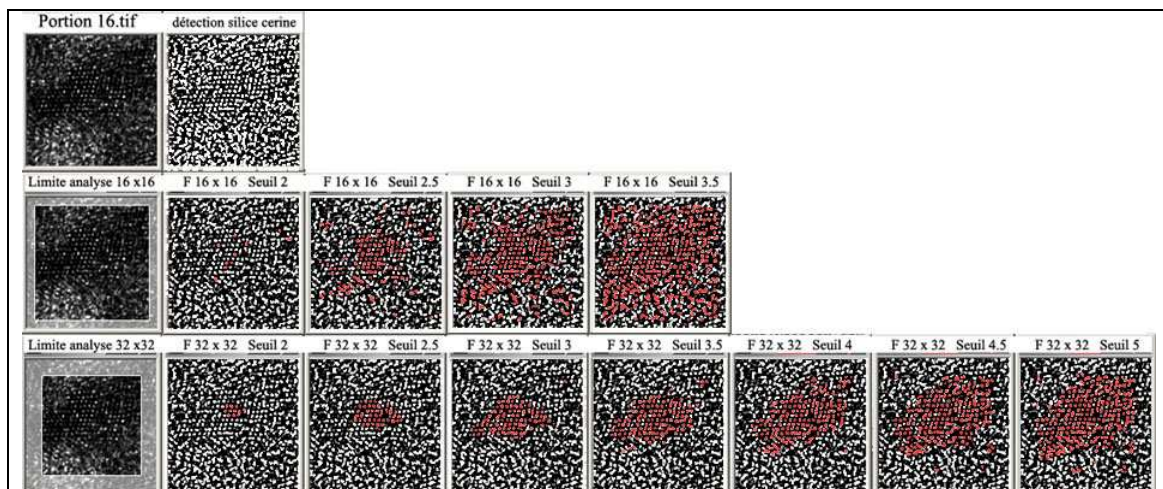 Portion 16.tif détection silice cerine
Limite analyse 16 x16 F 16 x 16 Seuil 2 F 16 x 16 Seuil 2.5 F 16 x 16 Seuil 3 F 16 x 16 Seuil 3.5
Limite analyse 32 x32 F 32 x 32 Seuil 2 F 32 x 32 Seuil 2.5 F 32 x 32 Seuil 3 F 32 x 32 Seuil 3.5 F 32 x 32 Seuil 4 F 32 x 32 Seuil 4.5 F 32 x 32 Seuil 5